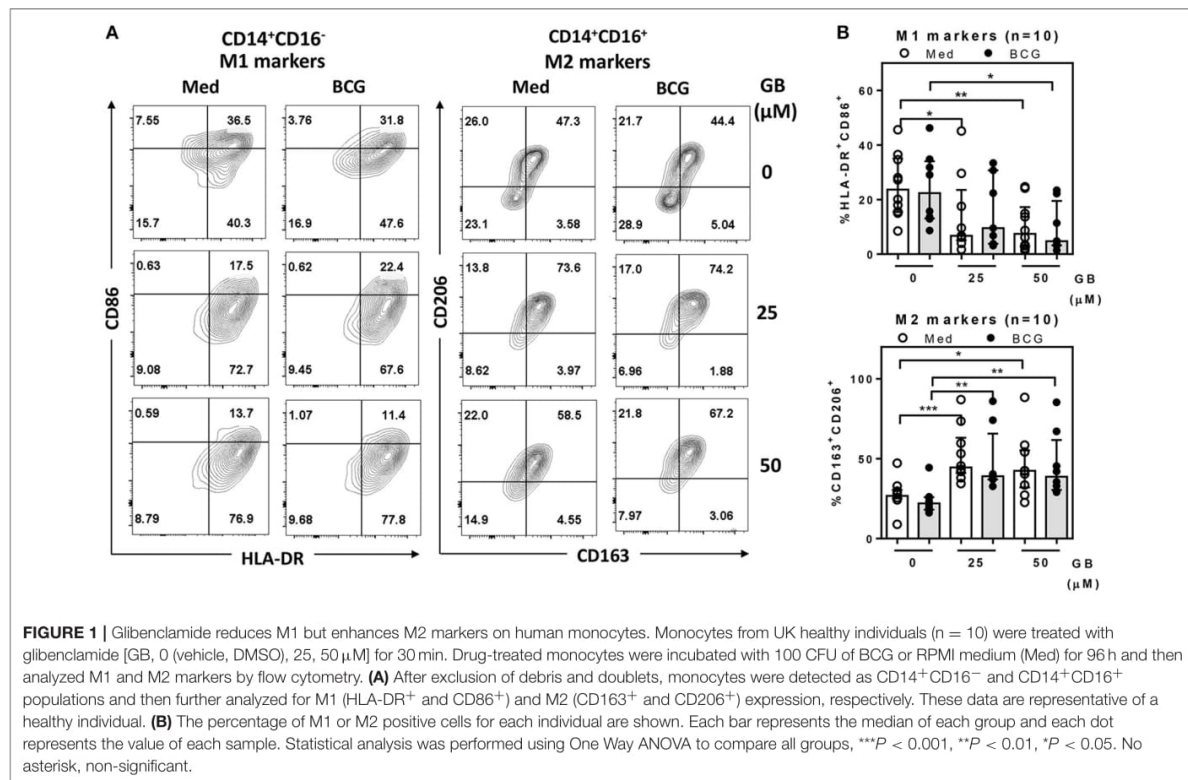 A
CD14⁺CD16⁻
M1 markers
CD14⁺CD16⁺
M2 markers
GB
(µM)
Med
BCG
Med
BCG
7.55 36.5
15.7 40.3
3.76 31.8
16.9 47.6
26.0 47.3
23.1 3.58
21.7 44.4
28.9 5.04
0
0.63 17.5
9.08 72.7
0.62 22.4
9.45 67.6
13.8 73.6
8.62 3.97
17.0 74.2
6.96 1.88
25
0.59 13.7
8.79 76.9
1.07 11.4
9.68 77.8
22.0 58.5
14.9 4.55
21.8 67.2
7.97 3.06
50
CD86
HLA-DR
CD206
CD163
B
M1 markers (n=10)
Med BCG
%HLA-DR⁺CD86⁺
60
40
20
0
*
**
*
0 25 50 GB
(µM)
M2 markers (n=10)
Med BCG
%CD163⁺CD206⁺
100
50
0
*
**
**
***
0 25 50 GB
(µM)
FIGURE 1 | Glibenclamide reduces M1 but enhances M2 markers on human monocytes. Monocytes from UK healthy individuals (n = 10) were treated with
glibenclamide [GB, 0 (vehicle, DMSO), 25, 50 µM] for 30 min. Drug-treated monocytes were incubated with 100 CFU of BCG or RPMI medium (Med) for 96 h and then
analyzed M1 and M2 markers by flow cytometry. (A) After exclusion of debris and doublets, monocytes were detected as CD14+CD16− and CD14+CD16+
populations and then further analyzed for M1 (HLA-DR+ and CD86+) and M2 (CD163+ and CD206+) expression, respectively. These data are representative of a
healthy individual. (B) The percentage of M1 or M2 positive cells for each individual are shown. Each bar represents the median of each group and each dot
represents the value of each sample. Statistical analysis was performed using One Way ANOVA to compare all groups, ***P < 0.001, **P < 0.01, *P < 0.05. No
asterisk, non-significant.